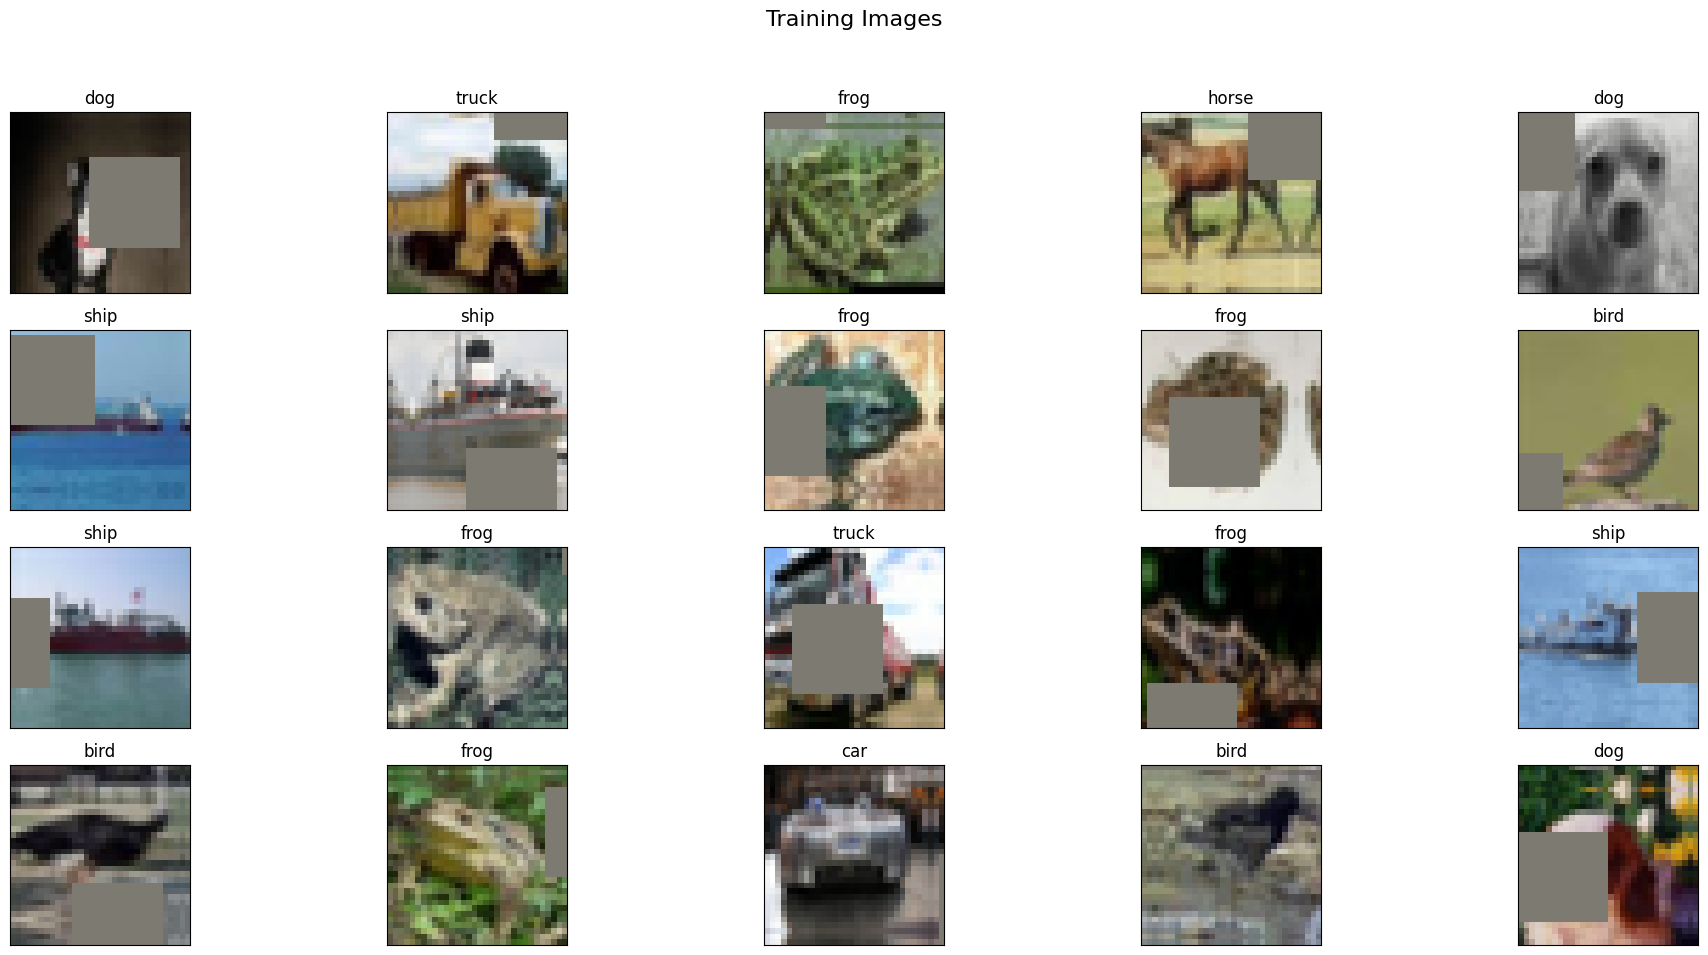 Training Images
dog truck frog horse dog
ship ship frog frog bird
ship frog truck frog ship
bird frog car bird dog